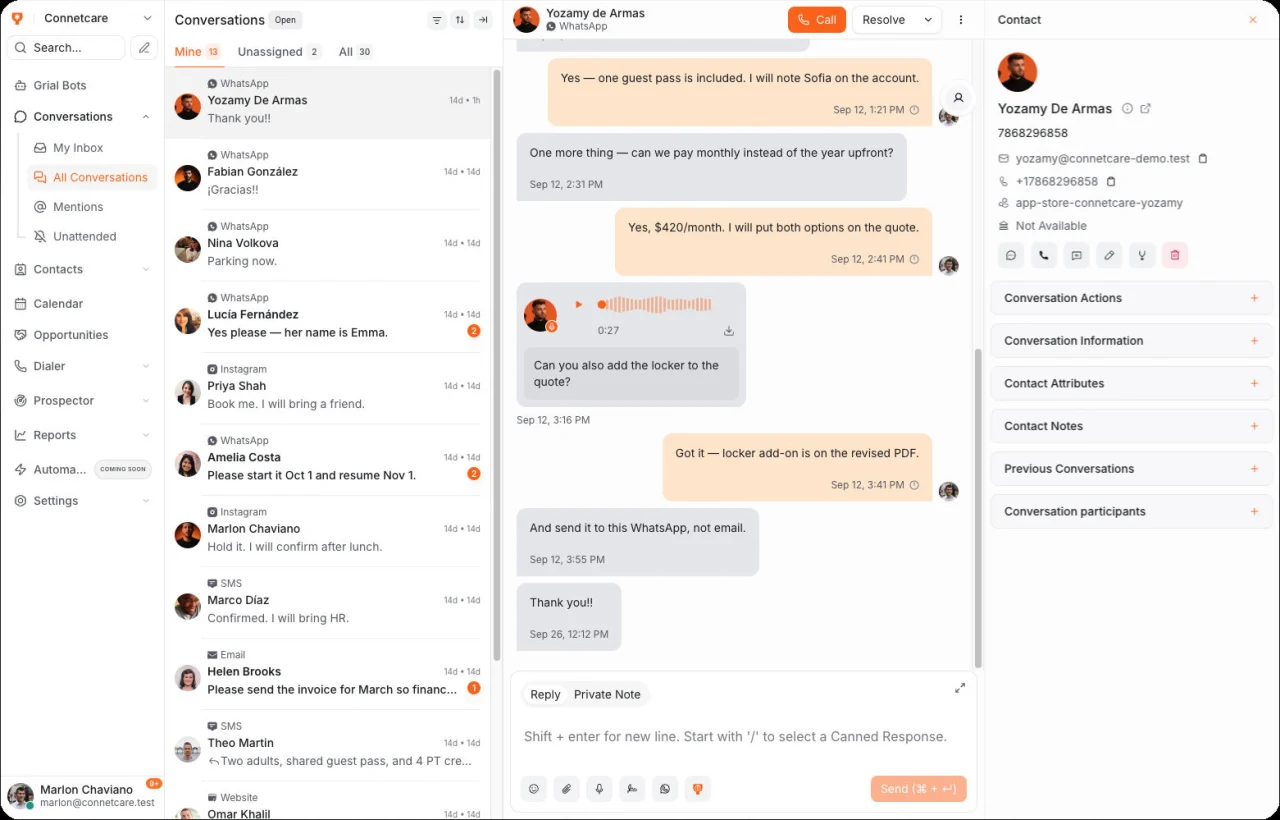 Connetcare
Search...
Grial Bots
Conversations
My Inbox
All Conversations
Mentions
Unattended
Contacts
Calendar
Opportunities
Dialer
Prospector
Reports
Automa... COMING SOON
Settings
9+
Marlon Chaviano
marlon@connetcare.test
Conversations Open
Mine 13 Unassigned 2 All 30
WhatsApp
Yozamy De Armas 14d • 1h
Thank you!!
WhatsApp
Fabian González 14d • 14d
¡Gracias!!
WhatsApp
Nina Volkova 14d • 14d
Parking now.
WhatsApp
Lucía Fernández 14d • 14d
Yes please — her name is Emma. 2
Instagram
Priya Shah 14d • 14d
Book me. I will bring a friend.
WhatsApp
Amelia Costa 14d • 14d
Please start it Oct 1 and resume Nov 1. 2
Instagram
Marlon Chaviano 14d • 14d
Hold it. I will confirm after lunch.
SMS
Marco Díaz 14d • 14d
Confirmed. I will bring HR.
Email
Helen Brooks 14d • 14d
Please send the invoice for March so financ... 1
SMS
Theo Martin 14d • 14d
Two adults, shared guest pass, and 4 PT cre...
Website
Omar Khalil 14d • 14d
Yozamy de Armas
WhatsApp
Call
Resolve
Yes — one guest pass is included. I will note Sofia on the account.
Sep 12, 1:21 PM
One more thing — can we pay monthly instead of the year upfront?
Sep 12, 2:31 PM
Yes, $420/month. I will put both options on the quote.
Sep 12, 2:41 PM
0:27
Can you also add the locker to the
quote?
Sep 12, 3:16 PM
Got it — locker add-on is on the revised PDF.
Sep 12, 3:41 PM
And send it to this WhatsApp, not email.
Sep 12, 3:55 PM
Thank you!!
Sep 26, 12:12 PM
Reply Private Note
Shift + enter for new line. Start with '/' to select a Canned Response.
Send (⌘ + ↵)
Contact
Yozamy De Armas
7868296858
yozamy@connetcare-demo.test
+17868296858
app-store-connetcare-yozamy
Not Available
Conversation Actions
Conversation Information
Contact Attributes
Contact Notes
Previous Conversations
Conversation participants